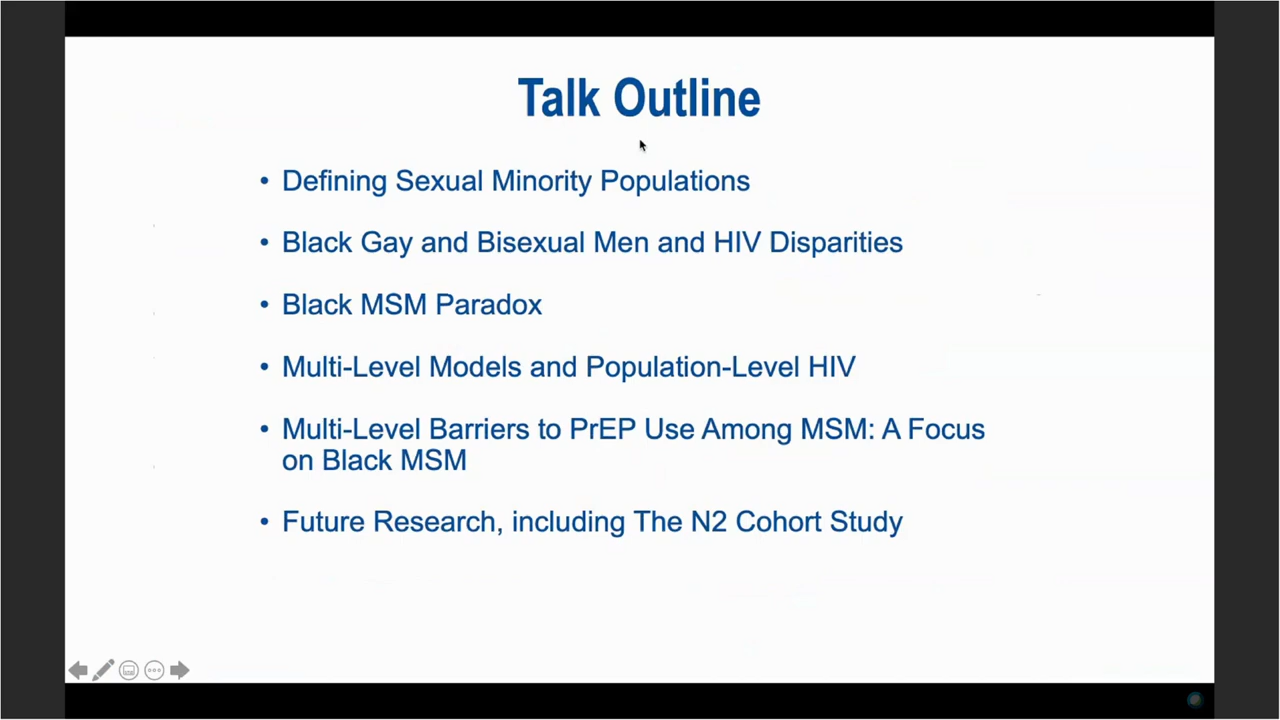 Talk Outline
• Defining Sexual Minority Populations
• Black Gay and Bisexual Men and HIV Disparities
• Black MSM Paradox
• Multi-Level Models and Population-Level HIV
• Multi-Level Barriers to PrEP Use Among MSM: A Focus
on Black MSM
• Future Research, including The N2 Cohort Study